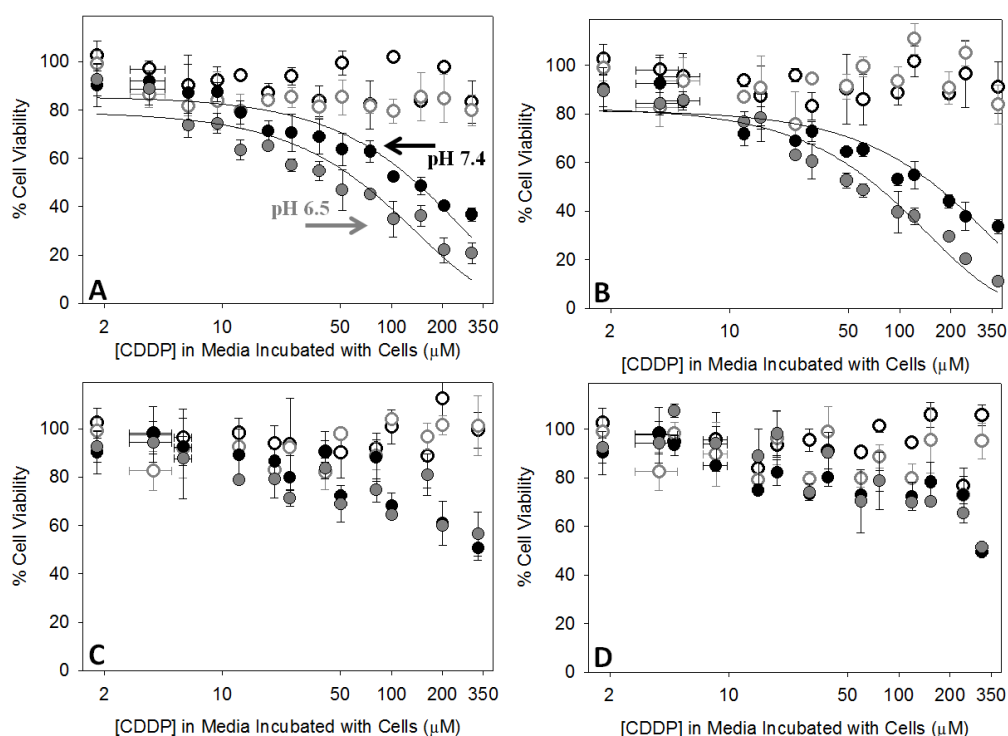 100
80
60
40
20
0
% Cell Viability
pH 7.4
pH 6.5
A
2 10 50 100 200 350
[CDDP] in Media Incubated with Cells (µM)
100
80
60
40
20
0
% Cell Viability
B
2 10 50 100 200 350
[CDDP] in Media Incubated with Cells (µM)
100
80
60
40
20
0
% Cell Viability
C
2 10 50 100 200 350
[CDDP] in Media Incubated with Cells (µM)
100
80
60
40
20
0
% Cell Viability
D
2 10 50 100 200 350
[CDDP] in Media Incubated with Cells (µM)